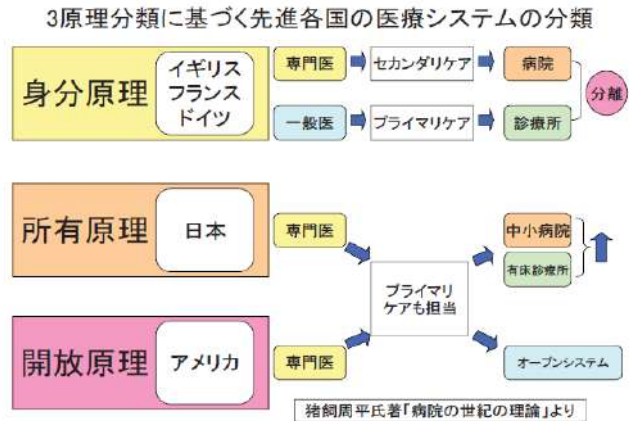 3原理分類に基づく先進各国の医療システムの分類
身分原理
イギリス
フランス
ドイツ
専門医
セカンダリケア
病院
一般医
プライマリケア
診療所
分離
所有原理
日本
専門医
プライマリ
ケアも担当
中小病院
有床診療所
開放原理
アメリカ
専門医
オープンシステム
猪飼周平氏著「病院の世紀の理論」より